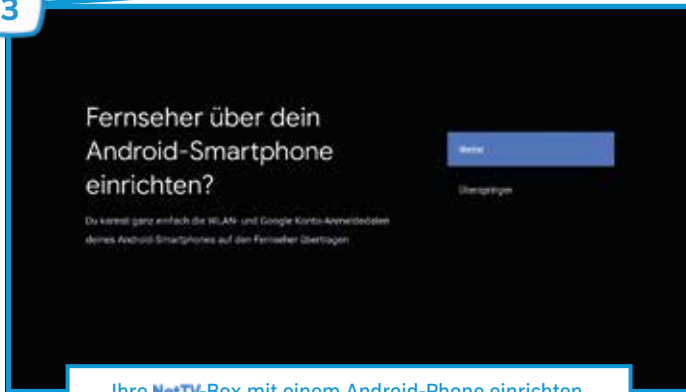 3
Fernseher über dein
Android-Smartphone
einrichten?
Du kannst ganz einfach die WLAN- und Google Konto-Anmeldedaten
deines Android-Smartphones auf den Fernseher übertragen
Weiter
Überspringen
Ihre NetTV-Box mit einem Android-Phone einrichten